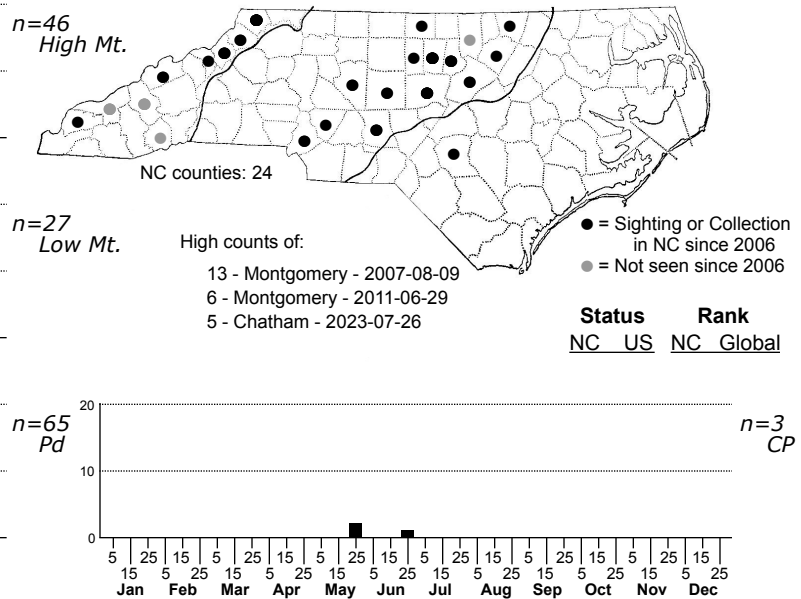 n=46
High Mt.
NC counties: 24
n=27
Low Mt.
High counts of:
13 - Montgomery - 2007-08-09
6 - Montgomery - 2011-06-29
5 - Chatham - 2023-07-26
= Sighting or Collection
in NC since 2006
= Not seen since 2006
Status Rank
NC US NC Global
n=65
Pd
n=3
CP
20
10
0
5 15 25 5 15 25 5 15 25 5 15 25 5 15 25 5 15 25
15 5 25 15 5 25 15 5 25 15 5 25 15 5 25 15 5 25
Jan Feb Mar Apr May Jun Jul Aug Sep Oct Nov Dec